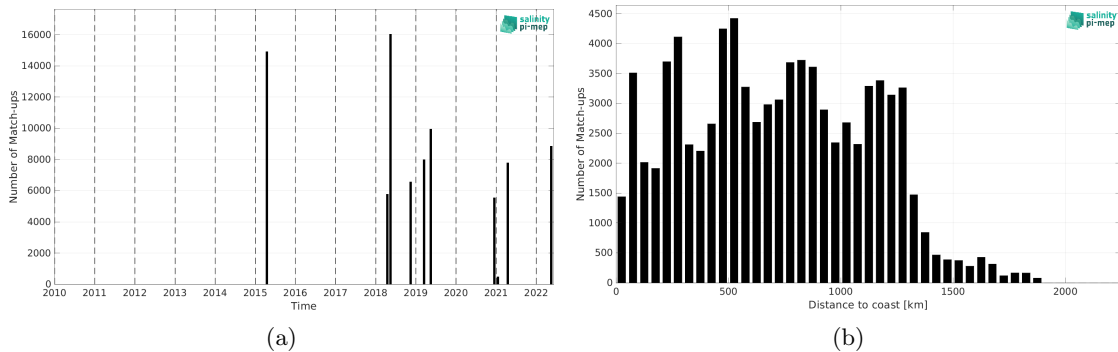 salinity
pi-mep
16000
14000
12000
10000
8000
6000
4000
2000
0
Number of Match-ups
2010 2011 2012 2013 2014 2015 2016 2017 2018 2019 2020 2021 2022
Time
(a)
salinity
pi-mep
4500
4000
3500
3000
2500
2000
1500
1000
500
0
Number of Match-ups
0 500 1000 1500 2000
Distance to coast [km]
(b)